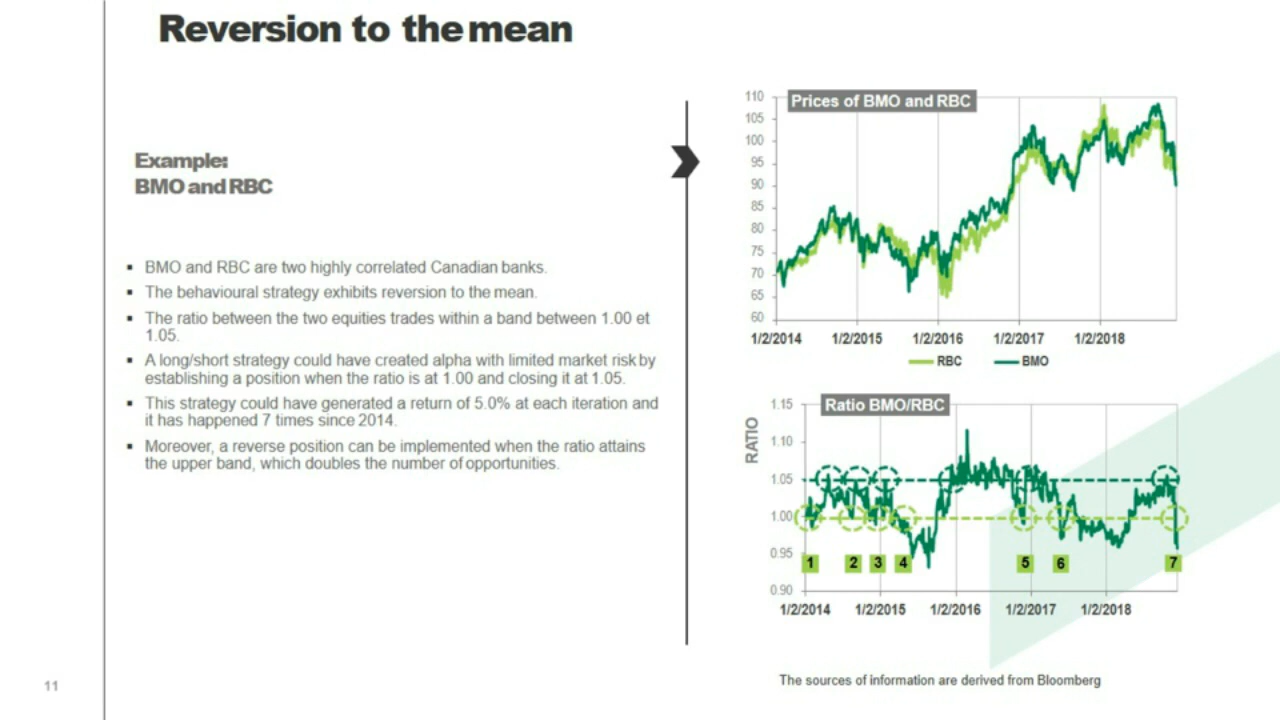 Reversion to the mean
Example:
BMO and RBC
▪ BMO and RBC are two highly correlated Canadian banks.
▪ The behavioural strategy exhibits reversion to the mean.
▪ The ratio between the two equities trades within a band between 1.00 et
1.05.
▪ A long/short strategy could have created alpha with limited market risk by
establishing a position when the ratio is at 1.00 and closing it at 1.05.
▪ This strategy could have generated a return of 5.0% at each iteration and
it has happened 7 times since 2014.
▪ Moreover, a reverse position can be implemented when the ratio attains
the upper band, which doubles the number of opportunities.
Prices of BMO and RBC
110
105
100
95
90
85
80
75
70
65
60
1/2/2014 1/2/2015 1/2/2016 1/2/2017 1/2/2018
RBC BMO
Ratio BMO/RBC
RATIO
1.15
1.10
1.05
1.00
0.95
0.90
1 2 3 4 5 6 7
1/2/2014 1/2/2015 1/2/2016 1/2/2017 1/2/2018
The sources of information are derived from Bloomberg
11